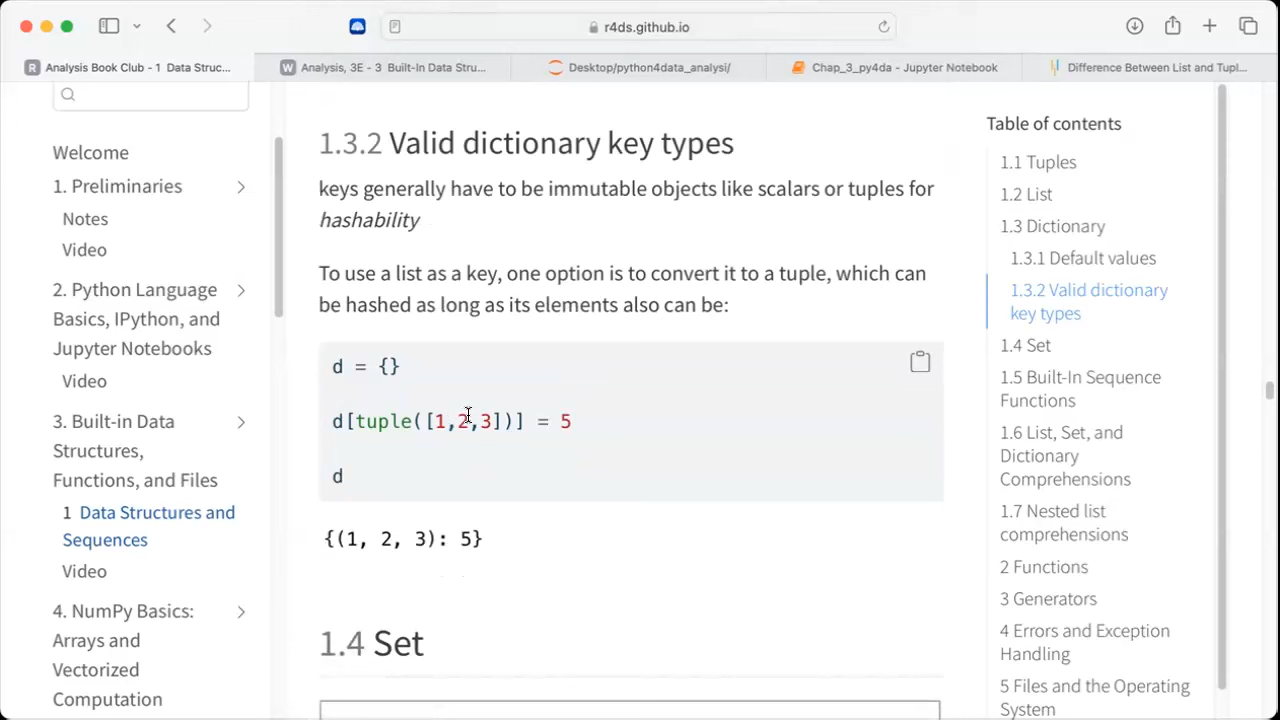 r4ds.github.io
R Analysis Book Club - 1 Data Struc...
W Analysis, 3E - 3 Built-In Data Stru...
Desktop/python4data_analysi/
Chap_3_py4da - Jupyter Notebook
Difference Between List and Tupl...
Welcome
1. Preliminaries
Notes
Video
2. Python Language
Basics, IPython, and
Jupyter Notebooks
Video
3. Built-in Data
Structures,
Functions, and Files
1 Data Structures and
Sequences
Video
4. NumPy Basics:
Arrays and
Vectorized
Computation
1.3.2 Valid dictionary key types
keys generally have to be immutable objects like scalars or tuples for
hashability
To use a list as a key, one option is to convert it to a tuple, which can
be hashed as long as its elements also can be:
d = {}
d[tuple([1,2,3])] = 5
d
{(1, 2, 3): 5}
1.4 Set
Table of contents
1.1 Tuples
1.2 List
1.3 Dictionary
1.3.1 Default values
1.3.2 Valid dictionary
key types
1.4 Set
1.5 Built-In Sequence
Functions
1.6 List, Set, and
Dictionary
Comprehensions
1.7 Nested list
comprehensions
2 Functions
3 Generators
4 Errors and Exception
Handling
5 Files and the Operating
System